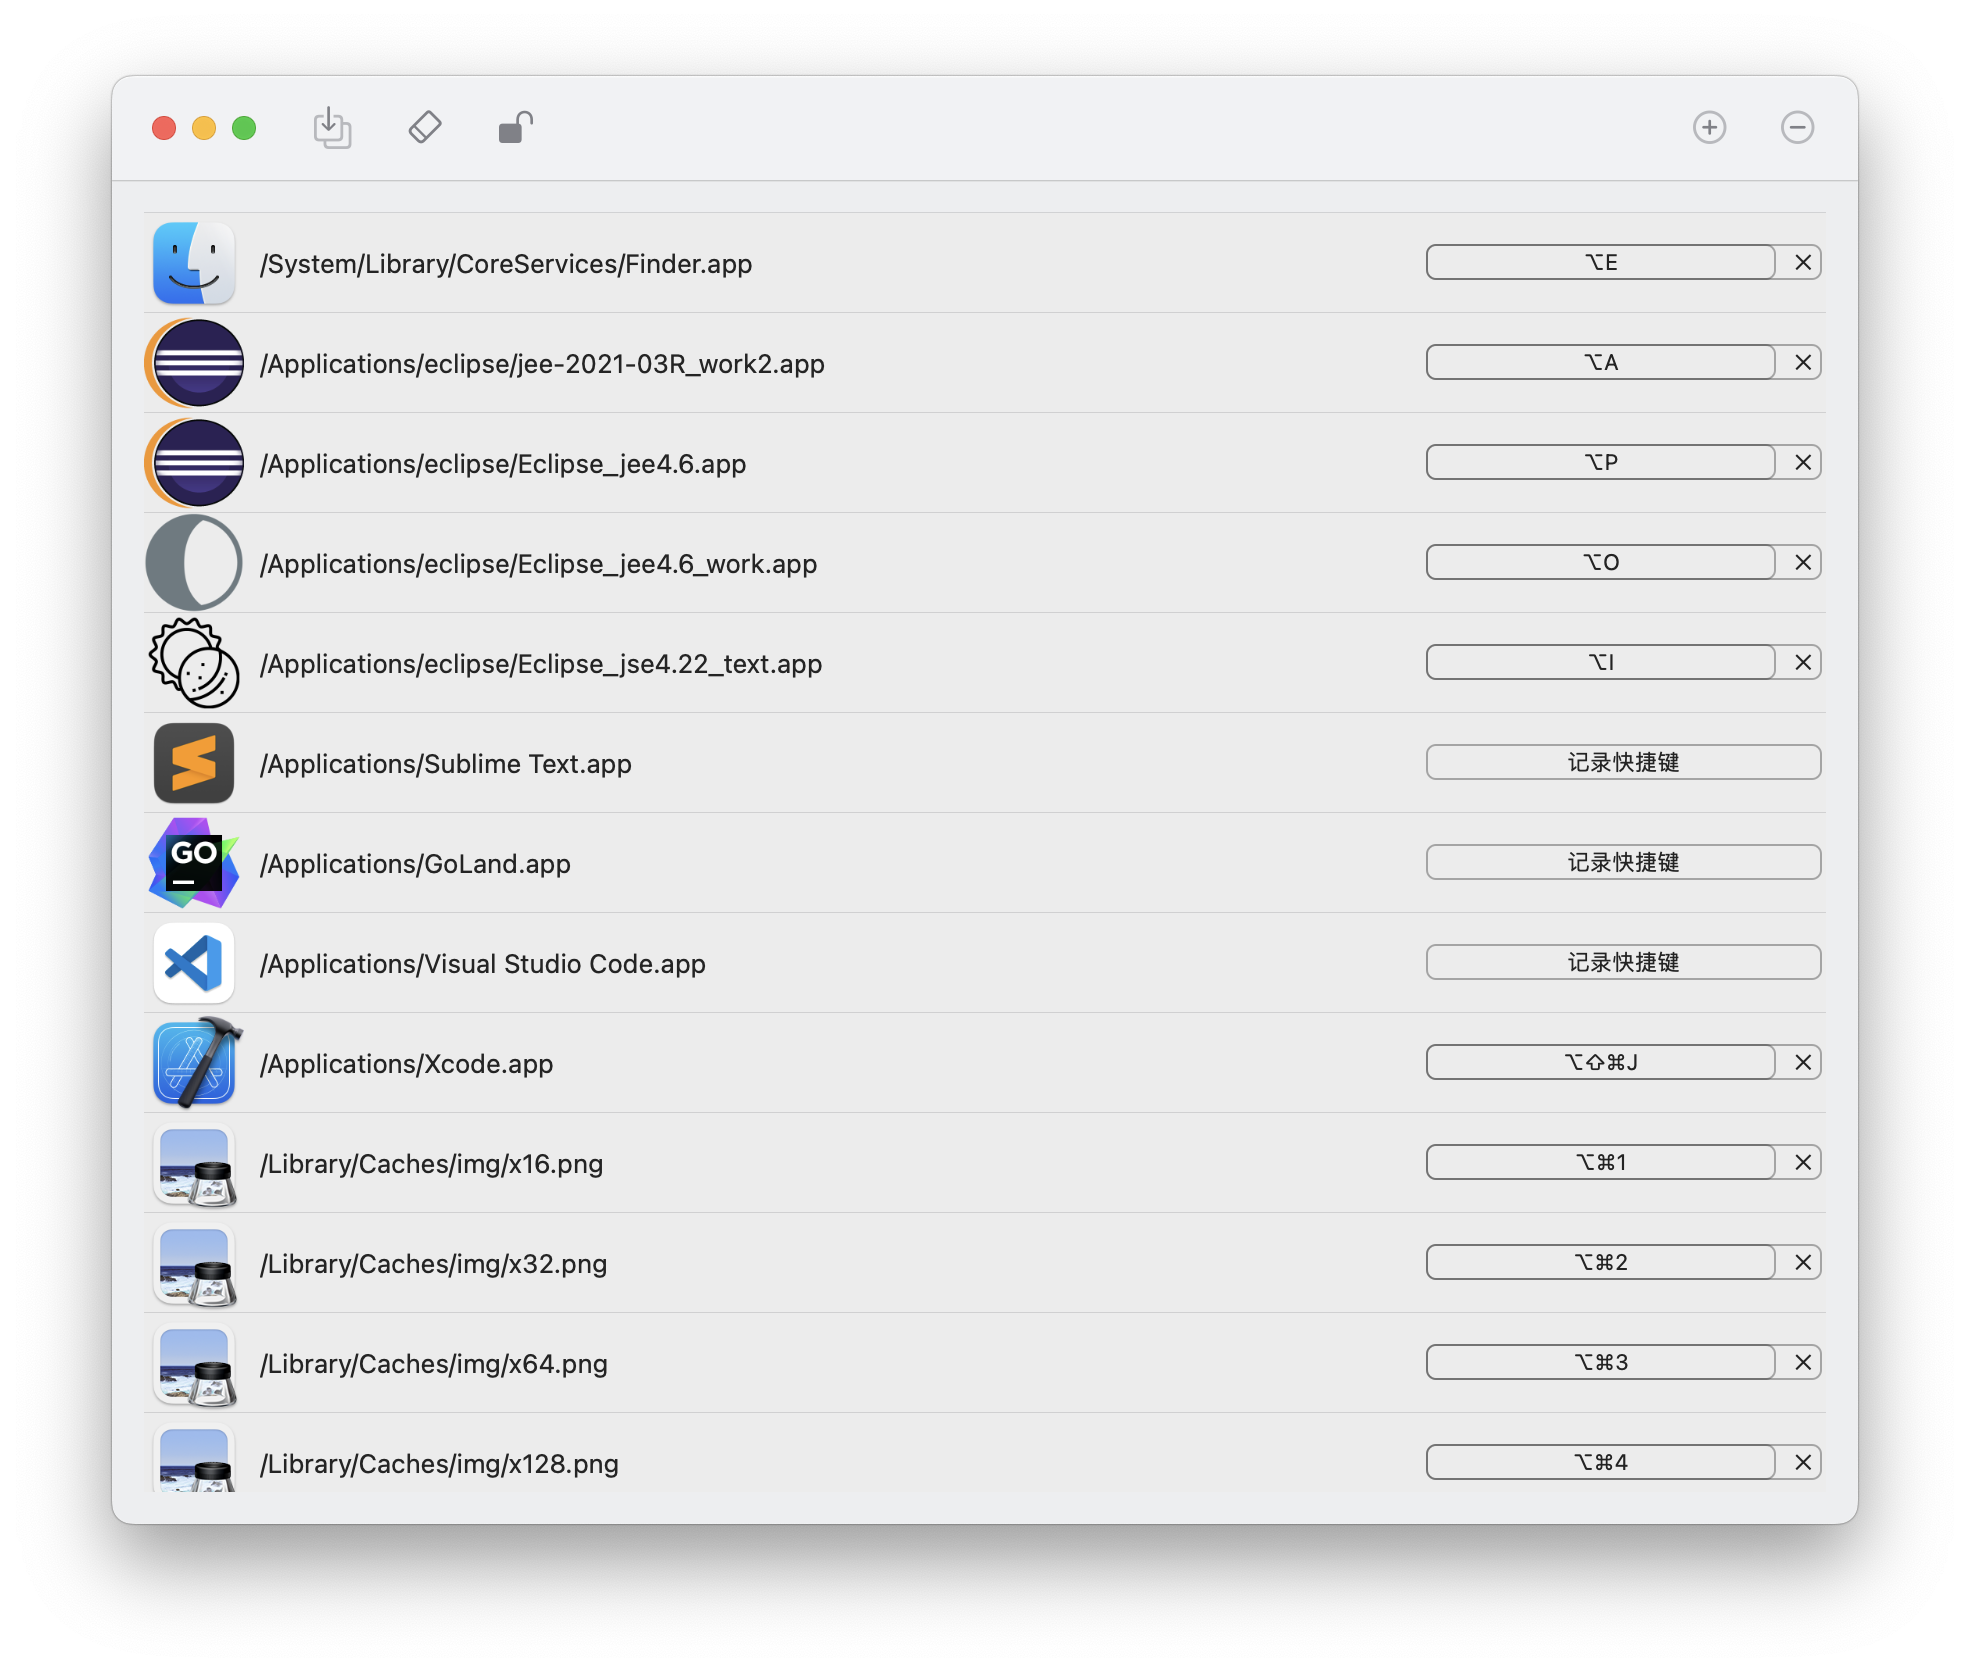 /System/Library/CoreServices/Finder.app ⌥E
/Applications/eclipse/jee-2021-03R_work2.app ⌥A
/Applications/eclipse/Eclipse_jee4.6.app ⌥P
/Applications/eclipse/Eclipse_jee4.6_work.app ⌥O
/Applications/eclipse/Eclipse_jse4.22_text.app ⌥I
/Applications/Sublime Text.app 记录快捷键
GO
/Applications/GoLand.app 记录快捷键
/Applications/Visual Studio Code.app 记录快捷键
/Applications/Xcode.app ⌥⇧⌘J
/Library/Caches/img/x16.png ⌥⌘1
/Library/Caches/img/x32.png ⌥⌘2
/Library/Caches/img/x64.png ⌥⌘3
/Library/Caches/img/x128.png ⌥⌘4